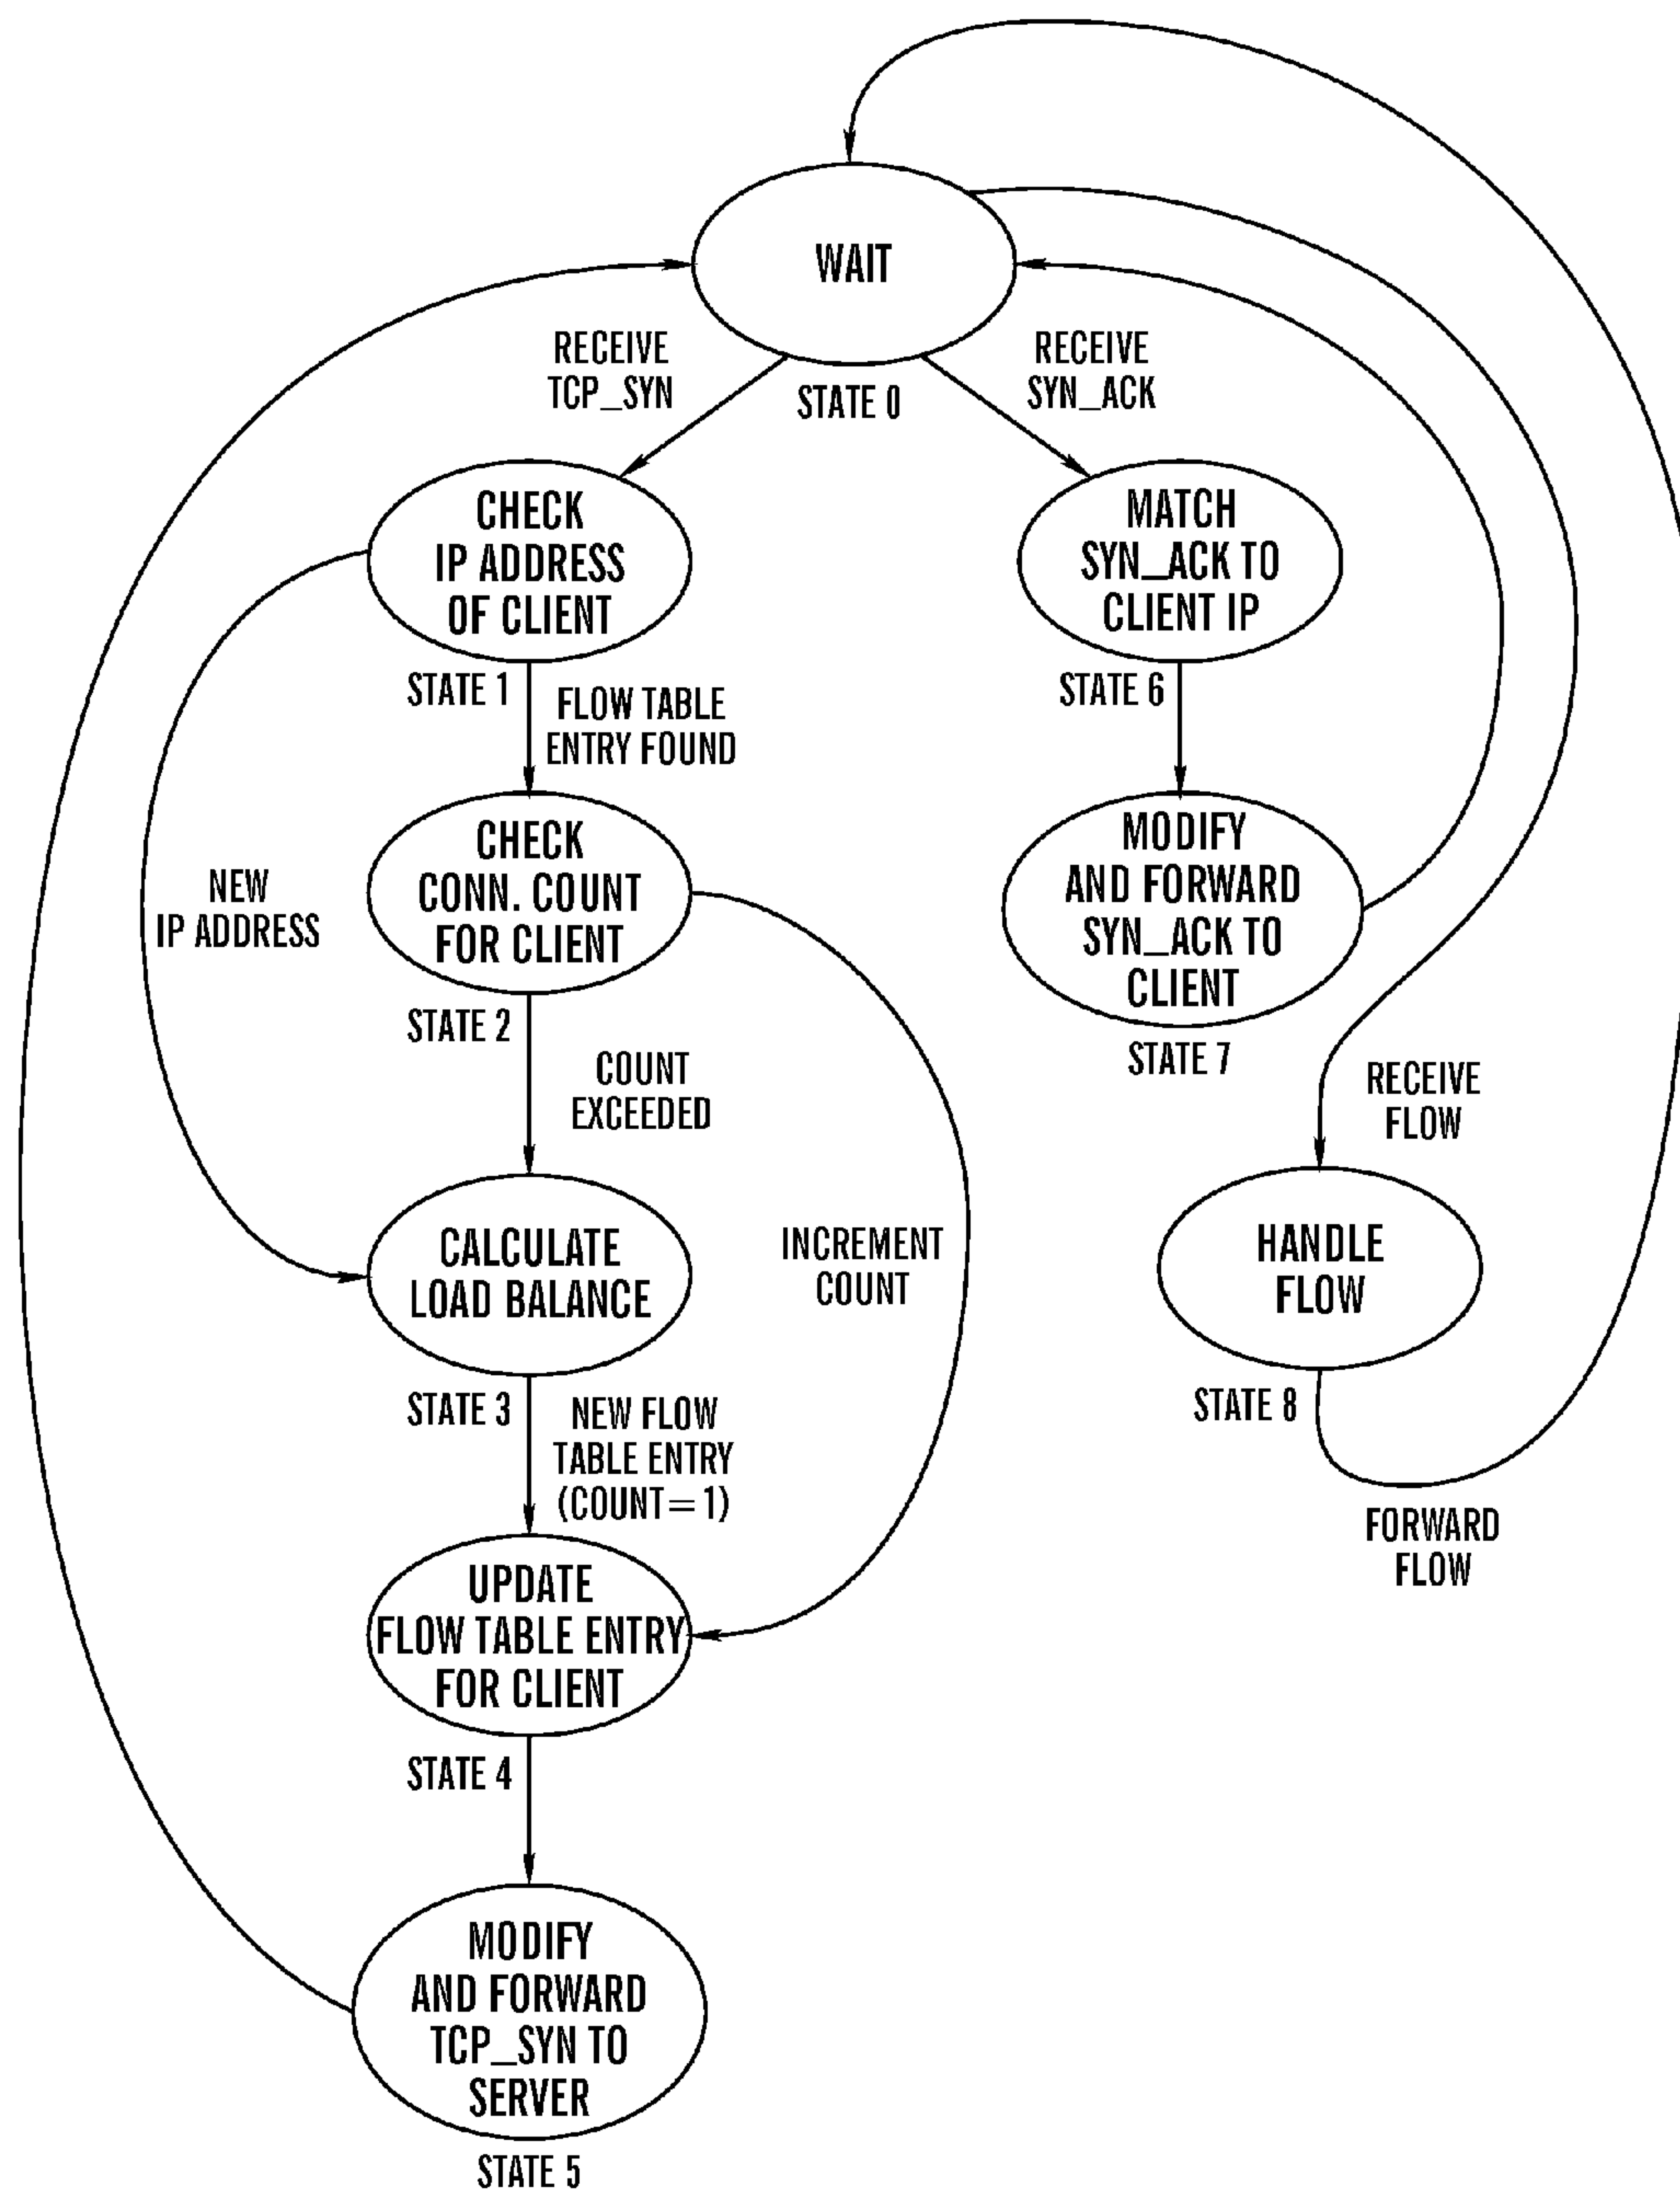 WAIT
RECEIVE
TCP_SYN
STATE 0
RECEIVE
SYN_ACK
CHECK
IP ADDRESS
OF CLIENT
STATE 1
FLOW TABLE
ENTRY FOUND
MATCH
SYN_ACK TO
CLIENT IP
STATE 6
NEW
IP ADDRESS
CHECK
CONN. COUNT
FOR CLIENT
STATE 2
COUNT
EXCEEDED
MODIFY
AND FORWARD
SYN_ACK TO
CLIENT
STATE 7
RECEIVE
FLOW
CALCULATE
LOAD BALANCE
STATE 3
NEW FLOW
TABLE ENTRY
(COUNT=1)
INCREMENT
COUNT
HANDLE
FLOW
STATE 8
FORWARD
FLOW
UPDATE
FLOW TABLE ENTRY
FOR CLIENT
STATE 4
MODIFY
AND FORWARD
TCP_SYN TO
SERVER
STATE 5